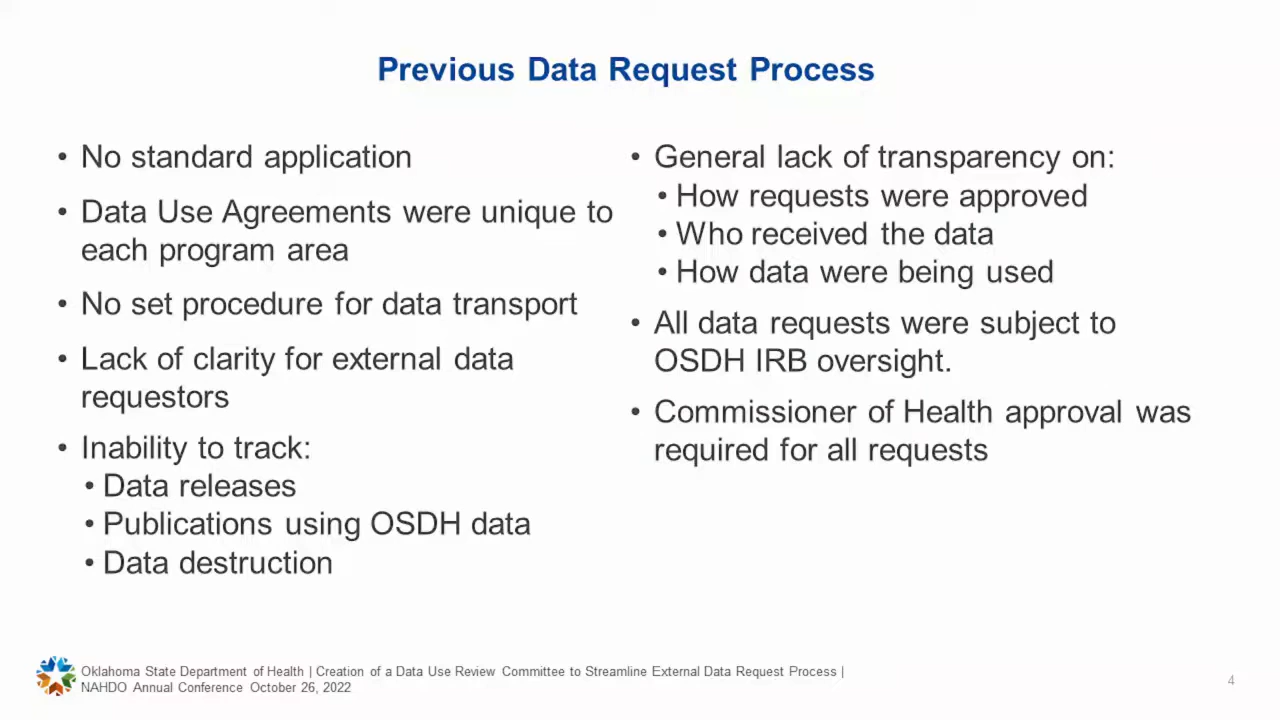 Previous Data Request Process
• No standard application
• Data Use Agreements were unique to
each program area
• No set procedure for data transport
• Lack of clarity for external data
requestors
• Inability to track:
• Data releases
• Publications using OSDH data
• Data destruction
• General lack of transparency on:
• How requests were approved
• Who received the data
• How data were being used
• All data requests were subject to
OSDH IRB oversight.
• Commissioner of Health approval was
required for all requests
Oklahoma State Department of Health | Creation of a Data Use Review Committee to Streamline External Data Request Process |
NAHDO Annual Conference October 26, 2022
4